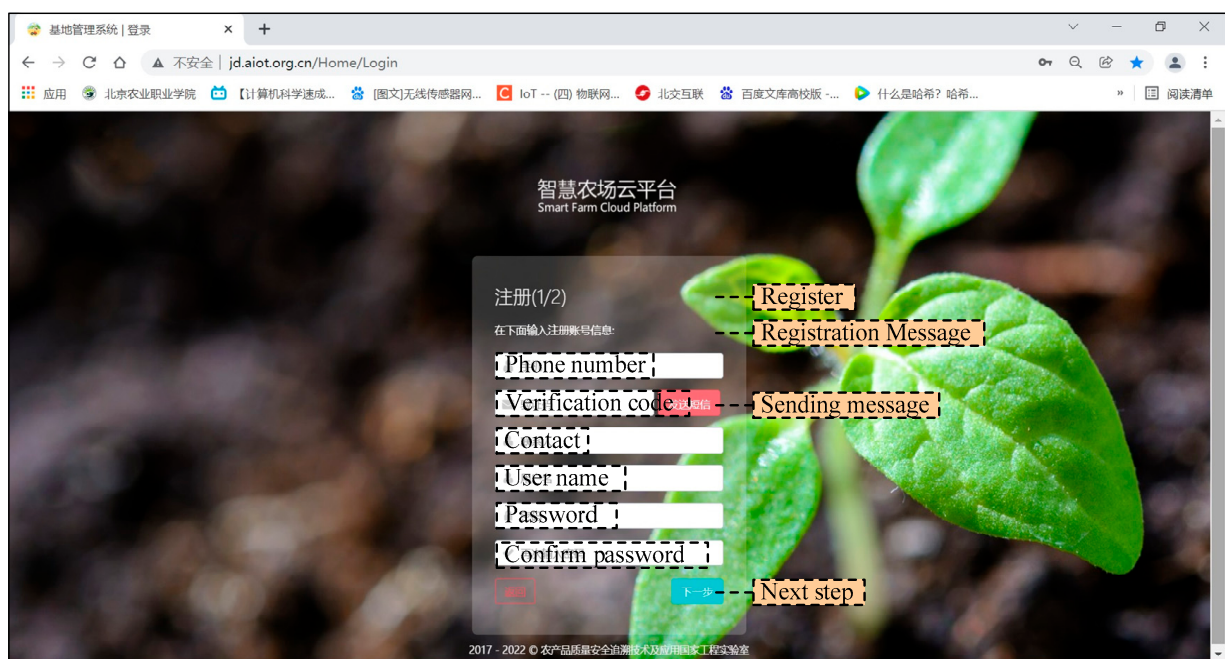 基地管理系统 | 登录
不安全 | jd.aiot.org.cn/Home/Login
应用 北京农业职业学院 【计算机科学速成... [图文]无线传感器网... IoT -- (四) 物联网... 北交互联 百度文库高校版 -... 什么是哈希？哈希... » 阅读清单
智慧农场云平台
Smart Farm Cloud Platform
注册(1/2) Register
在下面输入注册账号信息: Registration Message
Phone number
Verification code 发送短信 Sending message
Contact
User name
Password
Confirm password
返回 下一步 Next step
2017 - 2022 © 农产品质量安全追溯技术及应用国家工程实验室